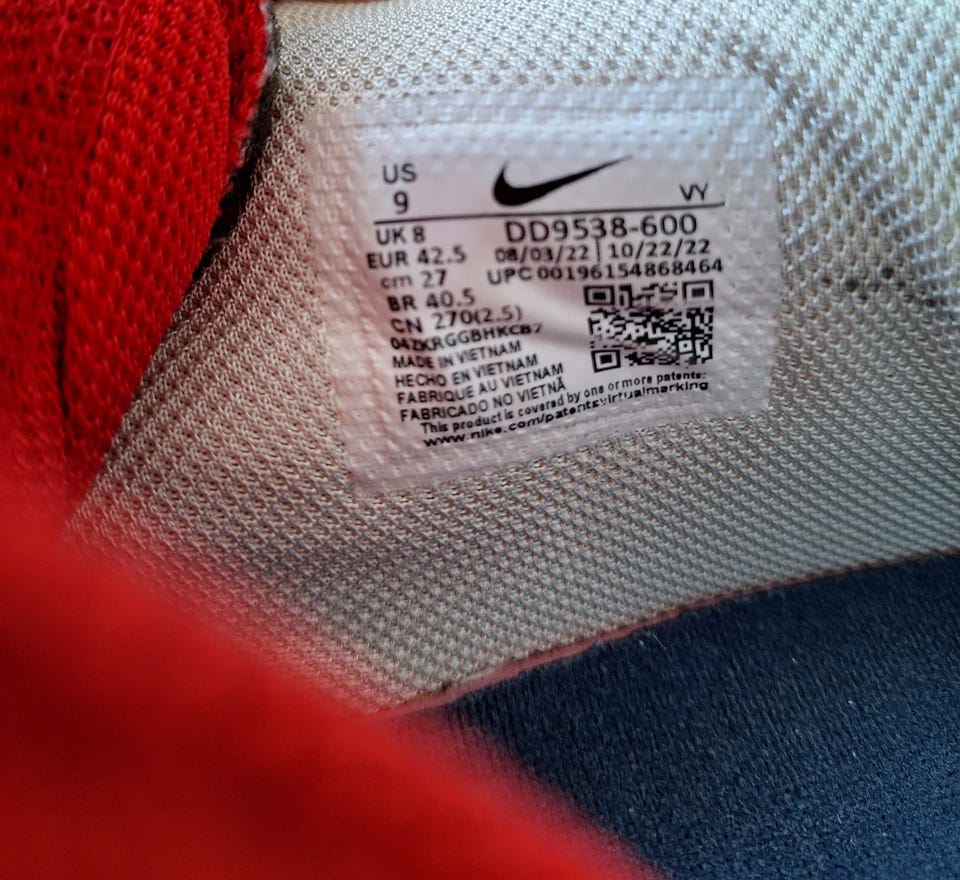 US
9
VY
UK 8
DD9538-600
EUR 42.5
08/03/22 | 10/22/22
cm 27
UPC 00196154868464
BR 40.5
CN 270(2.5)
MADE IN VIETNAM
HECHO EN VIETNAM
FABRIQUE AU VIETNAM
FABRICADO NO VIETNÃ
This product is covered by one or more patents:
www.nike.com/patentsvirtualmarking